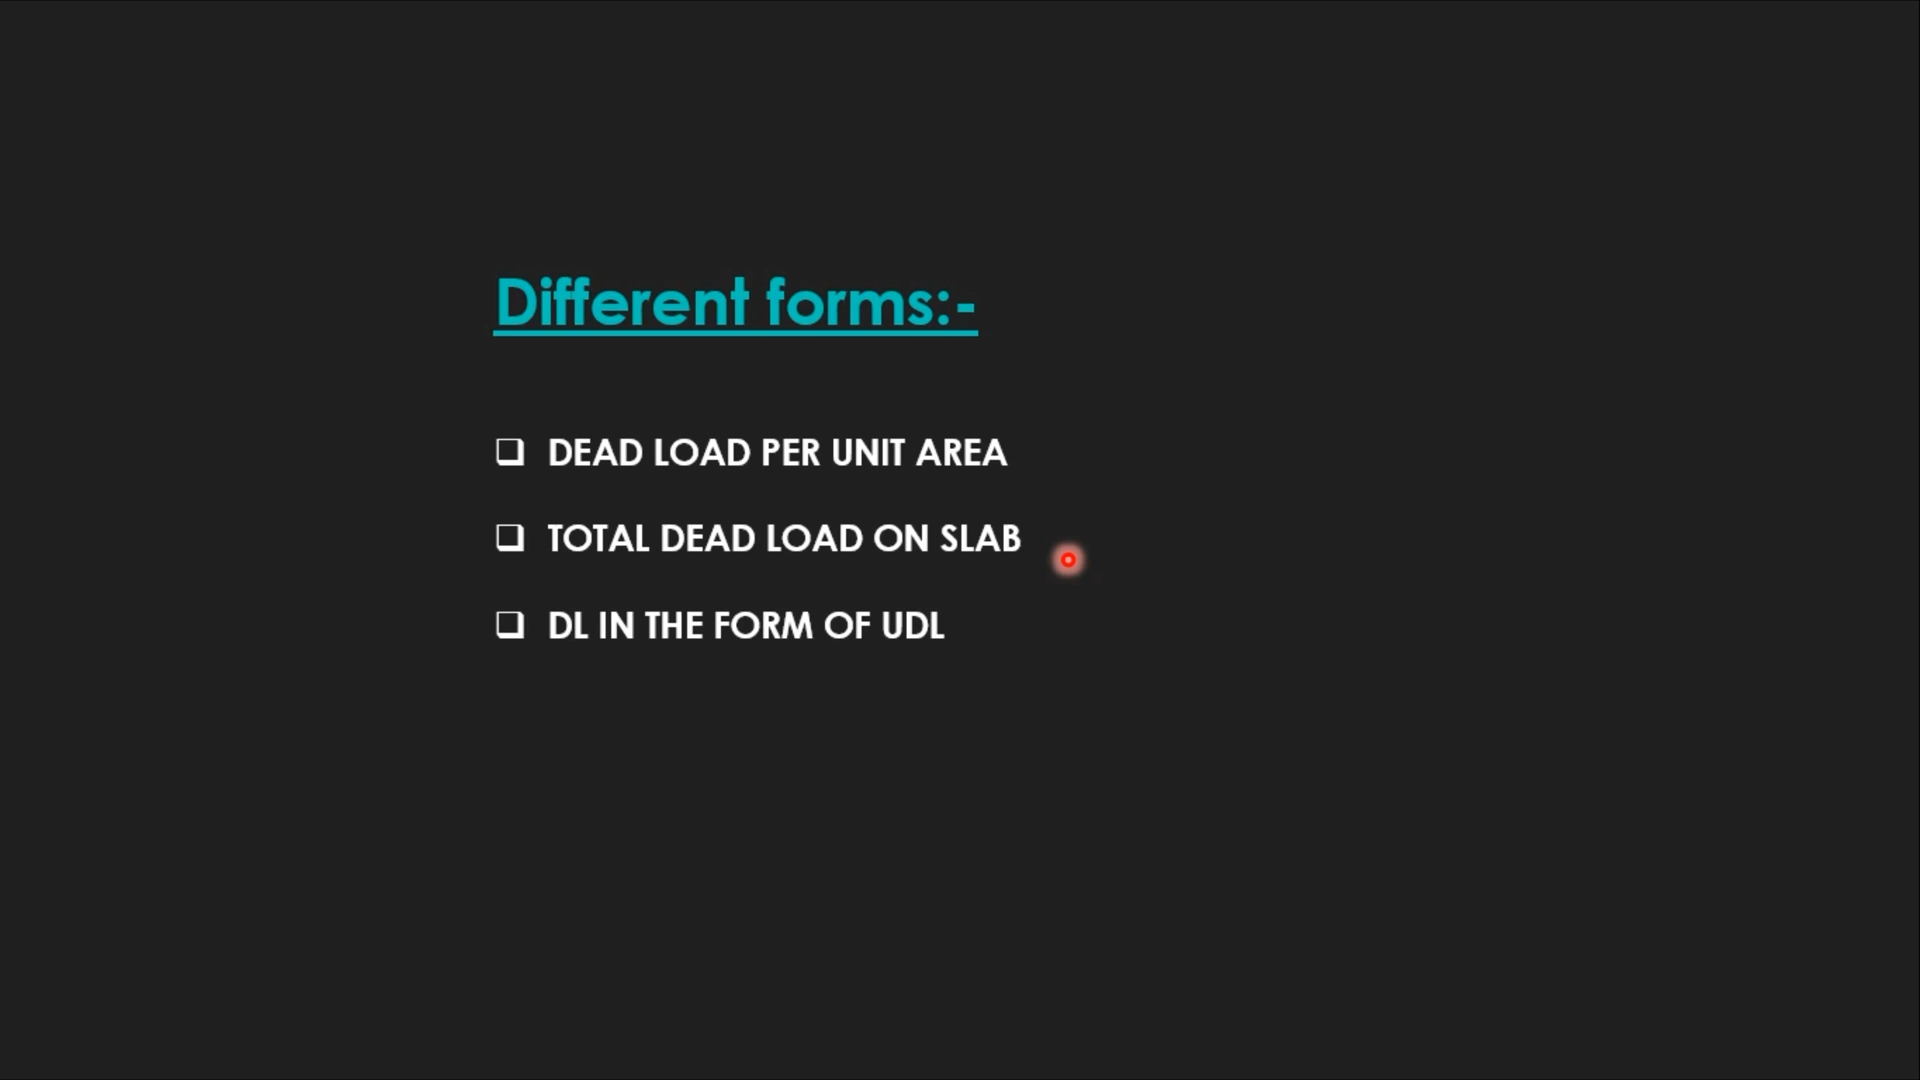 Different forms:-
❑ DEAD LOAD PER UNIT AREA
❑ TOTAL DEAD LOAD ON SLAB
❑ DL IN THE FORM OF UDL